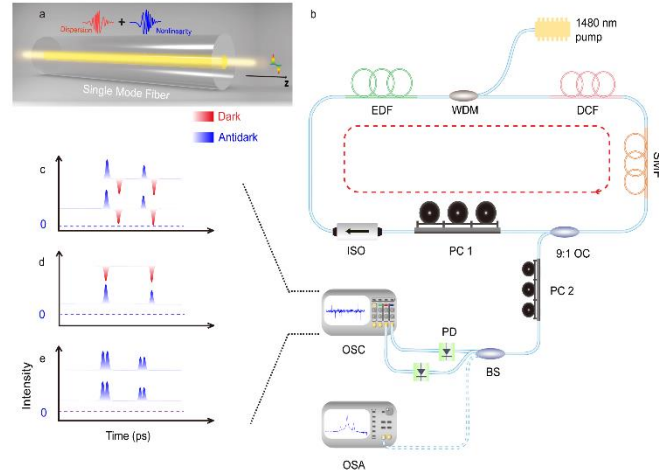 a
Dispersion
+
Nonlinearity
Single Mode Fiber
z
Dark
Antidark
c
0
d
0
e
0
Intensity
Time (ps)
b
1480 nm
pump
EDF
WDM
DCF
SMF
ISO
PC 1
9:1 OC
PC 2
OSC
PD
BS
OSA